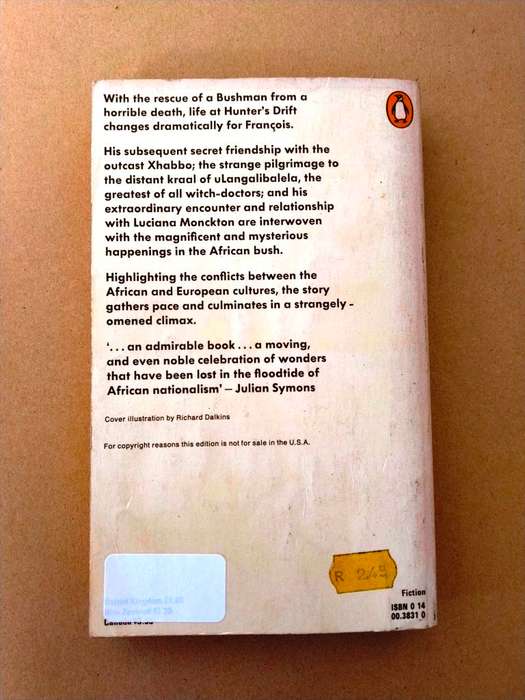 With the rescue of a Bushman from a
horrible death, life at Hunter's Drift
changes dramatically for François.
His subsequent secret friendship with the
outcast Xhabbo; the strange pilgrimage to
the distant kraal of uLangalibalela, the
greatest of all witch-doctors; and his
extraordinary encounter and relationship
with Luciana Monckton are interwoven
with the magnificent and mysterious
happenings in the African bush.
Highlighting the conflicts between the
African and European cultures, the story
gathers pace and culminates in a strangely -
omened climax.
'. . . an admirable book . . . a moving,
and even noble celebration of wonders
that have been lost in the floodtide of
African nationalism' – Julian Symons
Cover illustration by Richard Dalkins
For copyright reasons this edition is not for sale in the U.S.A.
United Kingdom
New Zealand
Canada
R
Fiction
ISBN 0 14
00.3831 0